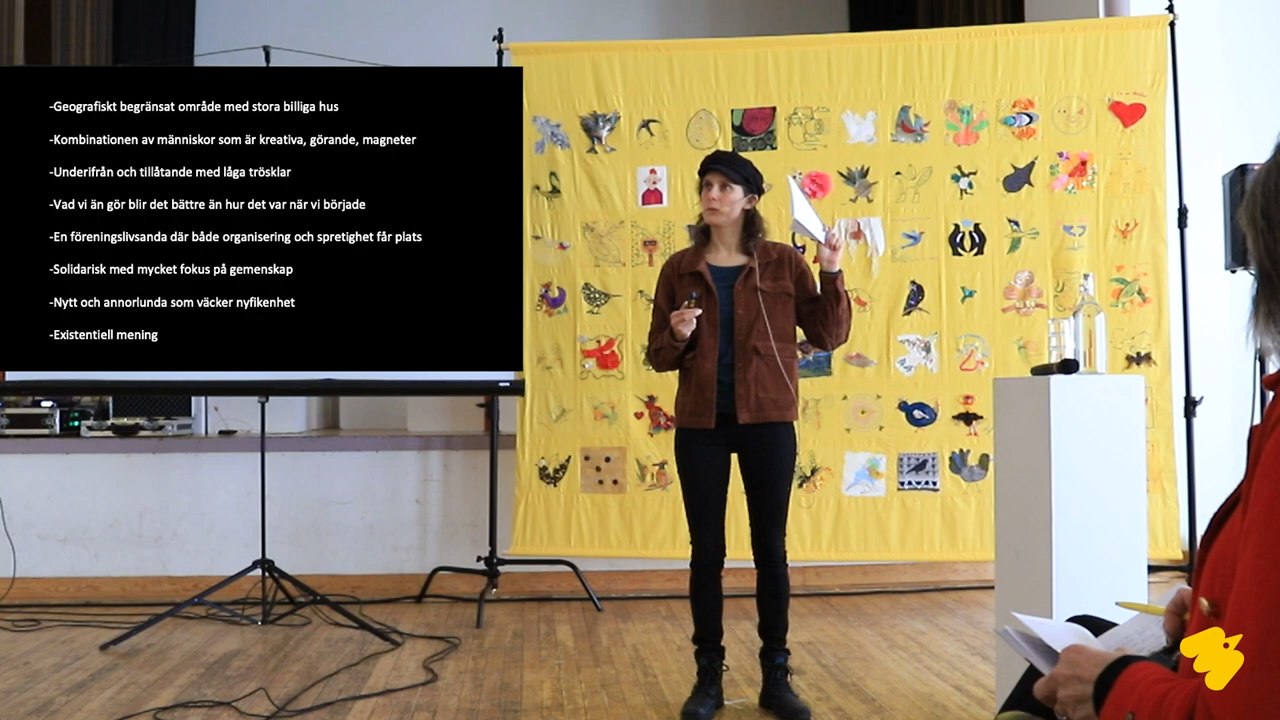 -Geografiskt begränsat område med stora billiga hus
-Kombinationen av människor som är kreativa, görande, magneter
-Underifrån och tillåtande med låga trösklar
-Vad vi än gör blir det bättre än hur det var när vi började
-En föreningslivsanda där både organisering och spretighet får plats
-Solidarisk med mycket fokus på gemenskap
-Nytt och annorlunda som väcker nyfikenhet
-Existentiell mening